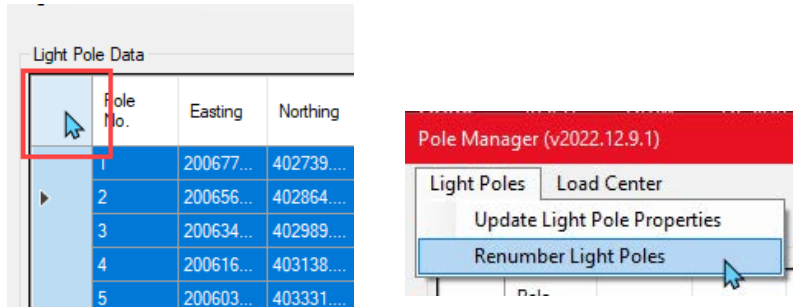 Light Pole Data
Pole No. Easting Northing
1 200677... 402739....
2 200656... 402864....
3 200634... 402989....
4 200616... 403138....
5 200603... 403331....
Pole Manager (v2022.12.9.1)
Light Poles Load Center
Update Light Pole Properties
Renumber Light Poles